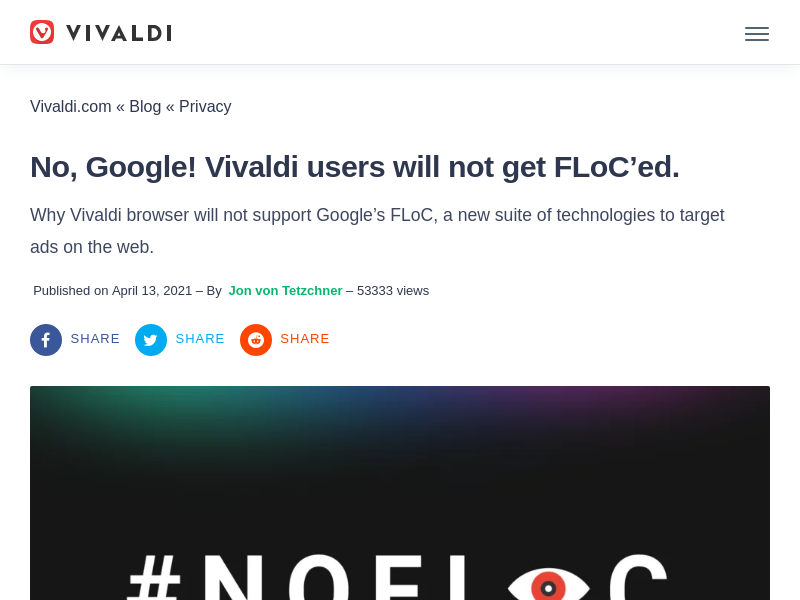 VIVALDI
Vivaldi.com « Blog « Privacy
No, Google! Vivaldi users will not get FLoC’ed.
Why Vivaldi browser will not support Google’s FLoC, a new suite of technologies to target
ads on the web.
Published on April 13, 2021 – By Jon von Tetzchner – 53333 views
SHARE SHARE SHARE
#NOFLOC